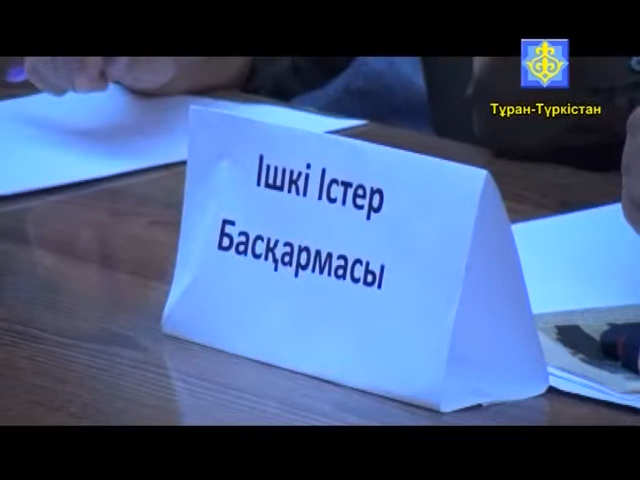 Тұран-Түркістан
Ішкі Істер
Басқармасы